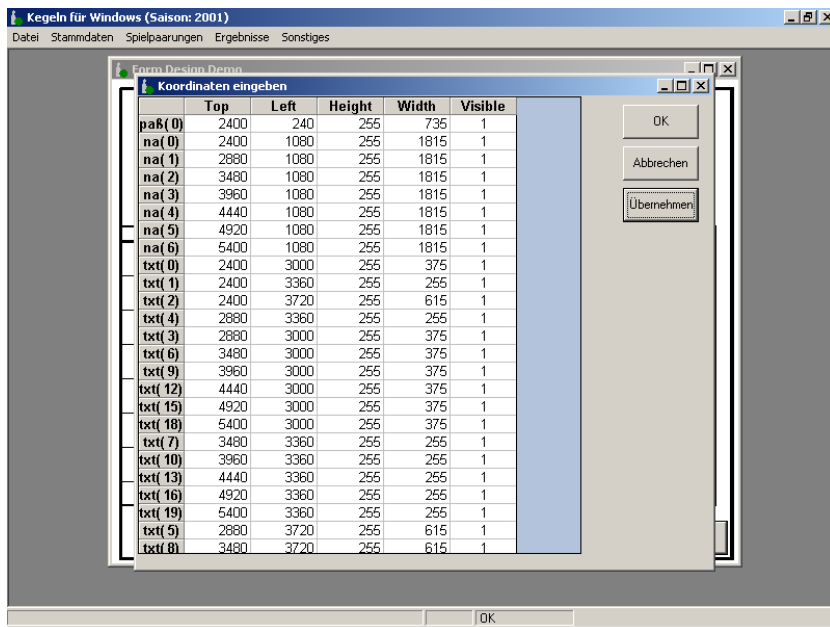 Kegeln für Windows (Saison: 2001)
Datei Stammdaten Spielpaarungen Ergebnisse Sonstiges
Form Design Demo
Koordinaten eingeben
Top Left Height Width Visible
paß( 0) 2400 240 255 735 1
na( 0) 2400 1080 255 1815 1
na( 1) 2880 1080 255 1815 1
na( 2) 3480 1080 255 1815 1
na( 3) 3960 1080 255 1815 1
na( 4) 4440 1080 255 1815 1
na( 5) 4920 1080 255 1815 1
na( 6) 5400 1080 255 1815 1
txt( 0) 2400 3000 255 375 1
txt( 1) 2400 3360 255 255 1
txt( 2) 2400 3720 255 615 1
txt( 4) 2880 3360 255 255 1
txt( 3) 2880 3000 255 375 1
txt( 6) 3480 3000 255 375 1
txt( 9) 3960 3000 255 375 1
txt( 12) 4440 3000 255 375 1
txt( 15) 4920 3000 255 375 1
txt( 18) 5400 3000 255 375 1
txt( 7) 3480 3360 255 255 1
txt( 10) 3960 3360 255 255 1
txt( 13) 4440 3360 255 255 1
txt( 16) 4920 3360 255 255 1
txt( 19) 5400 3360 255 255 1
txt( 5) 2880 3720 255 615 1
txt( 8) 3480 3720 255 615 1
OK
Abbrechen
Übernehmen
OK